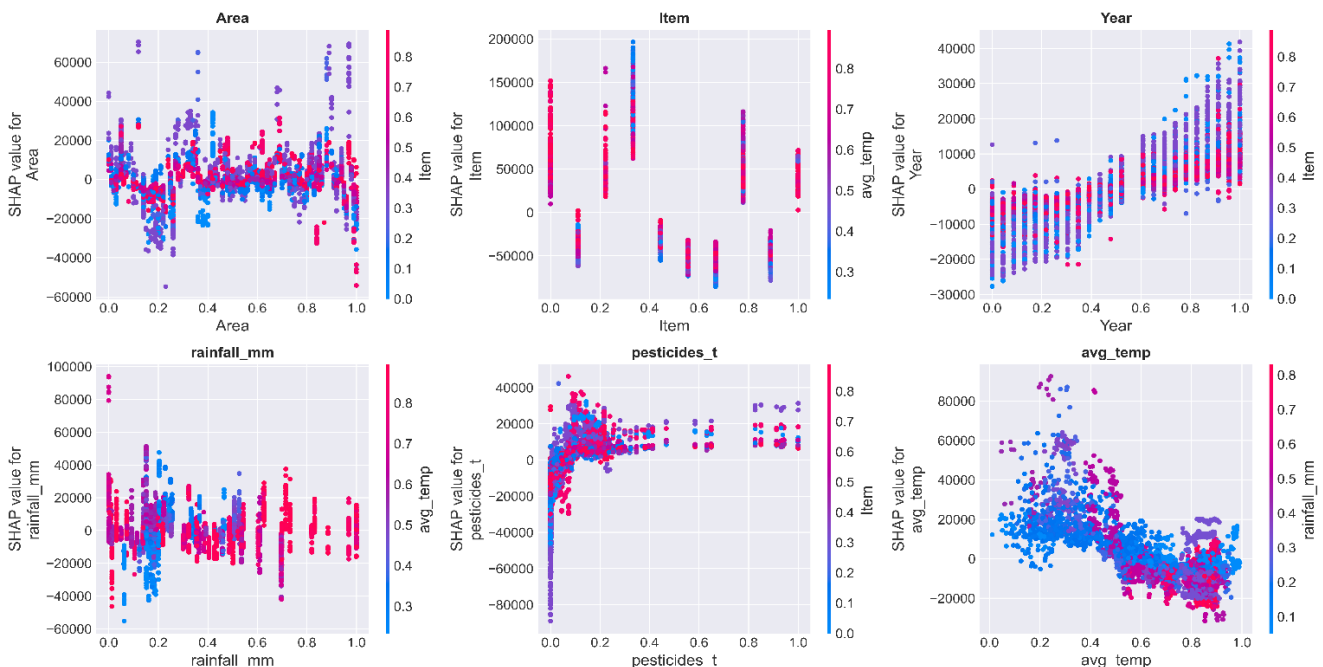 Area
60000
40000
20000
0
−20000
−40000
−60000
SHAP value for
Area
0.0 0.2 0.4 0.6 0.8 1.0
Area
0.8
0.7
0.6
0.5
0.4
0.3
0.2
0.1
0.0
Item
Item
200000
150000
100000
50000
0
−50000
SHAP value for
Item
0.0 0.2 0.4 0.6 0.8 1.0
Item
0.8
0.7
0.6
0.5
0.4
0.3
avg_temp
Year
40000
30000
20000
10000
0
−10000
−20000
−30000
SHAP value for
Year
0.0 0.2 0.4 0.6 0.8 1.0
Year
0.8
0.7
0.6
0.5
0.4
0.3
0.2
0.1
0.0
Item
rainfall_mm
100000
80000
60000
40000
20000
0
−20000
−40000
−60000
SHAP value for
rainfall_mm
0.0 0.2 0.4 0.6 0.8 1.0
rainfall_mm
0.8
0.7
0.6
0.5
0.4
0.3
avg_temp
pesticides_t
40000
20000
0
−20000
−40000
−60000
−80000
SHAP value for
pesticides_t
0.0 0.2 0.4 0.6 0.8 1.0
pesticides_t
0.8
0.7
0.6
0.5
0.4
0.3
0.2
0.1
0.0
Item
avg_temp
80000
60000
40000
20000
0
−20000
SHAP value for
avg_temp
0.0 0.2 0.4 0.6 0.8 1.0
avg_temp
0.8
0.7
0.6
0.5
0.4
0.3
0.2
0.1
rainfall_mm